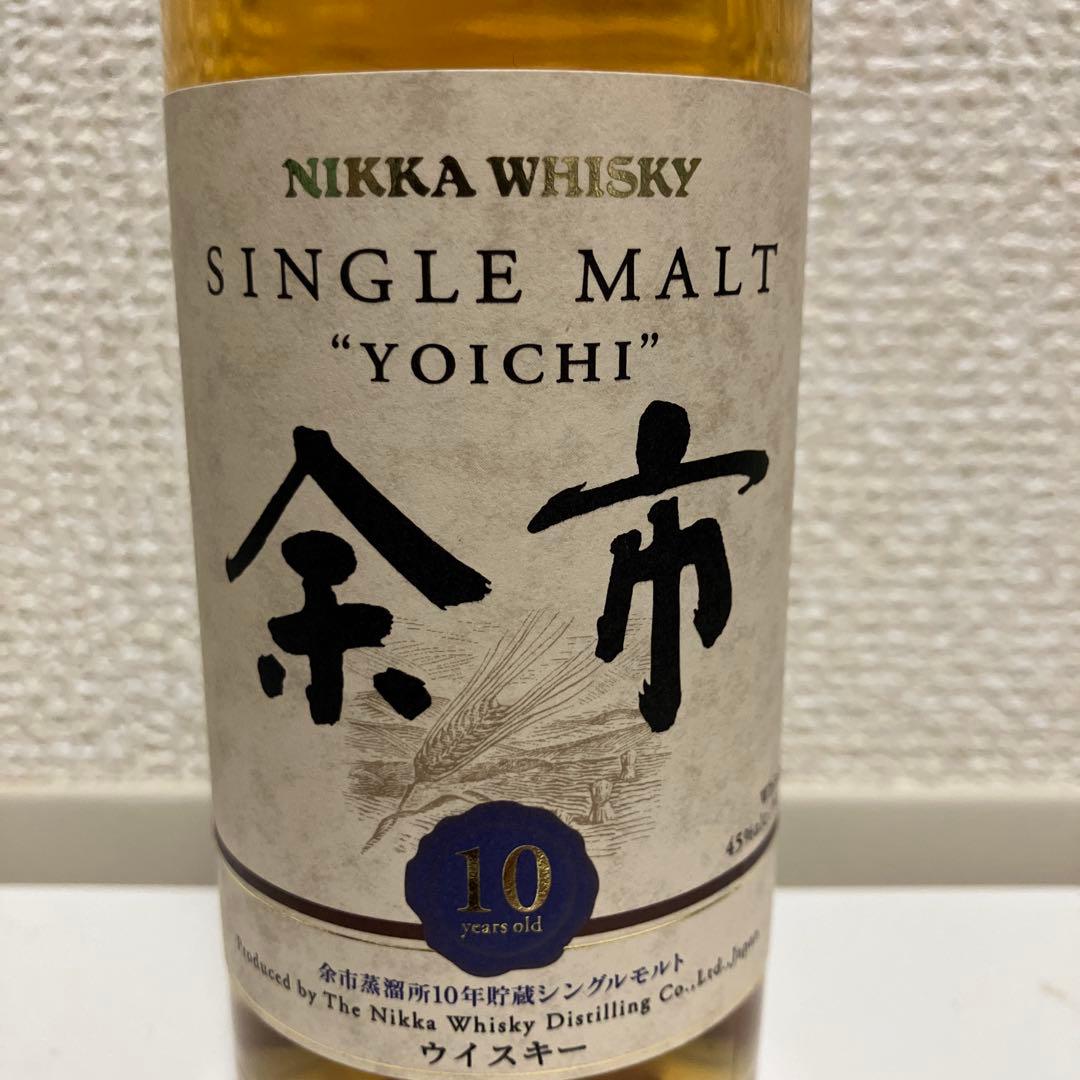 NIKKA WHISKY
SINGLE MALT
“YOICHI”
余市
45%
10
years old
余市蒸溜所10年貯蔵シングルモルト
Produced by The Nikka Whisky Distilling Co.,Ltd.,Japan
ウイスキー